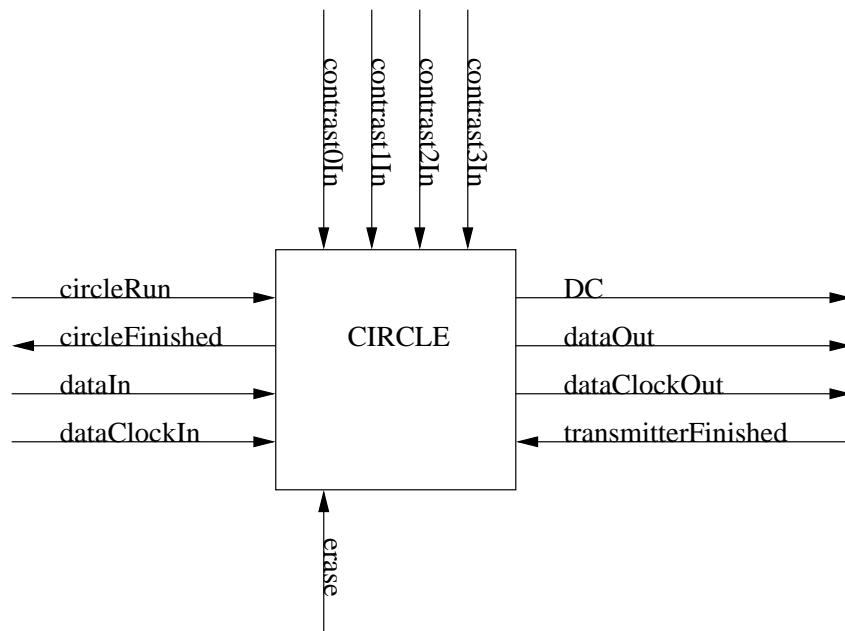 contrast0In
contrast1In
contrast2In
contrast3In
circleRun
circleFinished
dataIn
dataClockIn
CIRCLE
DC
dataOut
dataClockOut
transmitterFinished
erase